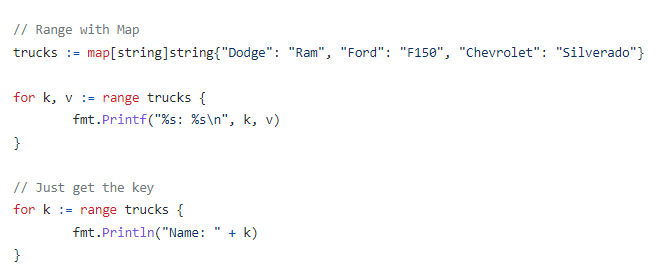 // Range with Map
trucks := map[string]string{"Dodge": "Ram", "Ford": "F150", "Chevrolet": "Silverado"}
for k, v := range trucks {
fmt.Printf("%s: %s\n", k, v)
}
// Just get the key
for k := range trucks {
fmt.Println("Name: " + k)
}